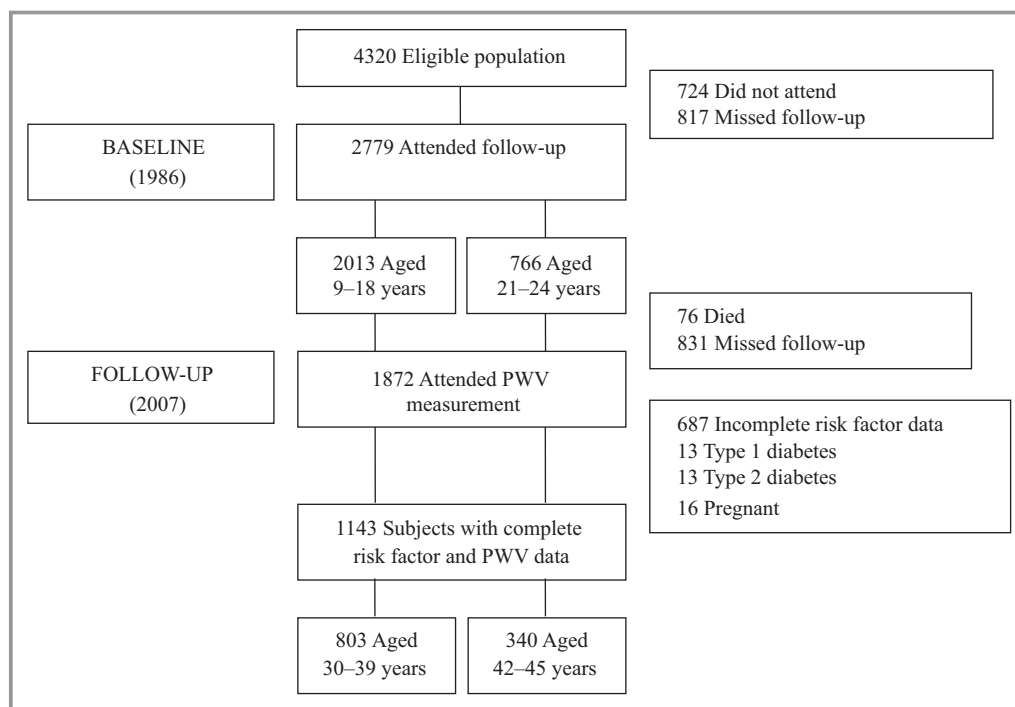 4320 Eligible population
724 Did not attend
817 Missed follow-up
BASELINE
(1986)
2779 Attended follow-up
2013 Aged
9–18 years
766 Aged
21–24 years
76 Died
831 Missed follow-up
FOLLOW-UP
(2007)
1872 Attended PWV
measurement
687 Incomplete risk factor data
13 Type 1 diabetes
13 Type 2 diabetes
16 Pregnant
1143 Subjects with complete
risk factor and PWV data
803 Aged
30–39 years
340 Aged
42–45 years